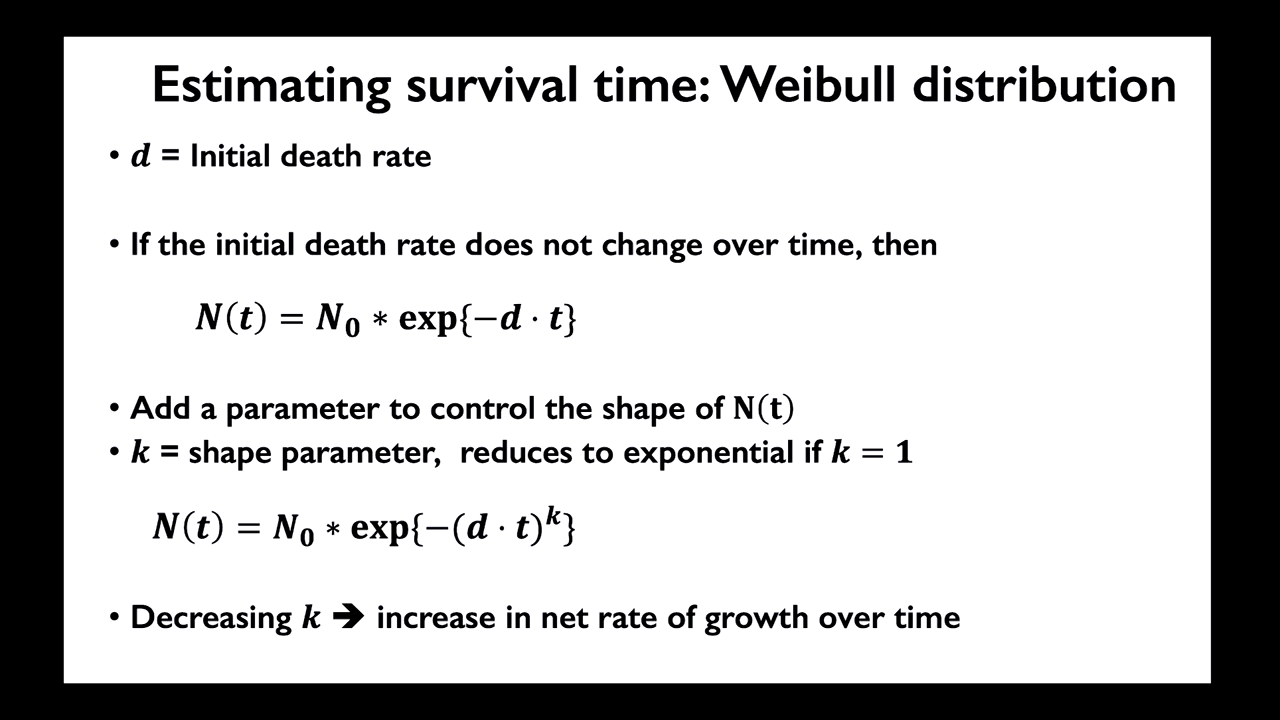 Estimating survival time: Weibull distribution
• d = Initial death rate
• If the initial death rate does not change over time, then
N(t) = N₀ * exp{−d · t}
• Add a parameter to control the shape of N(t)
• k = shape parameter, reduces to exponential if k = 1
N(t) = N₀ * exp{−(d · t)ᵏ}
• Decreasing k ➔ increase in net rate of growth over time